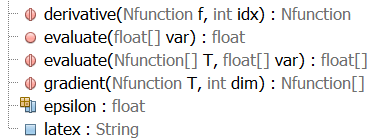 derivative(Nfunction f, int idx) : Nfunction
evaluate(float[] var) : float
evaluate(Nfunction[] T, float[] var) : float[]
gradient(Nfunction T, int dim) : Nfunction[]
epsilon : float
latex : String